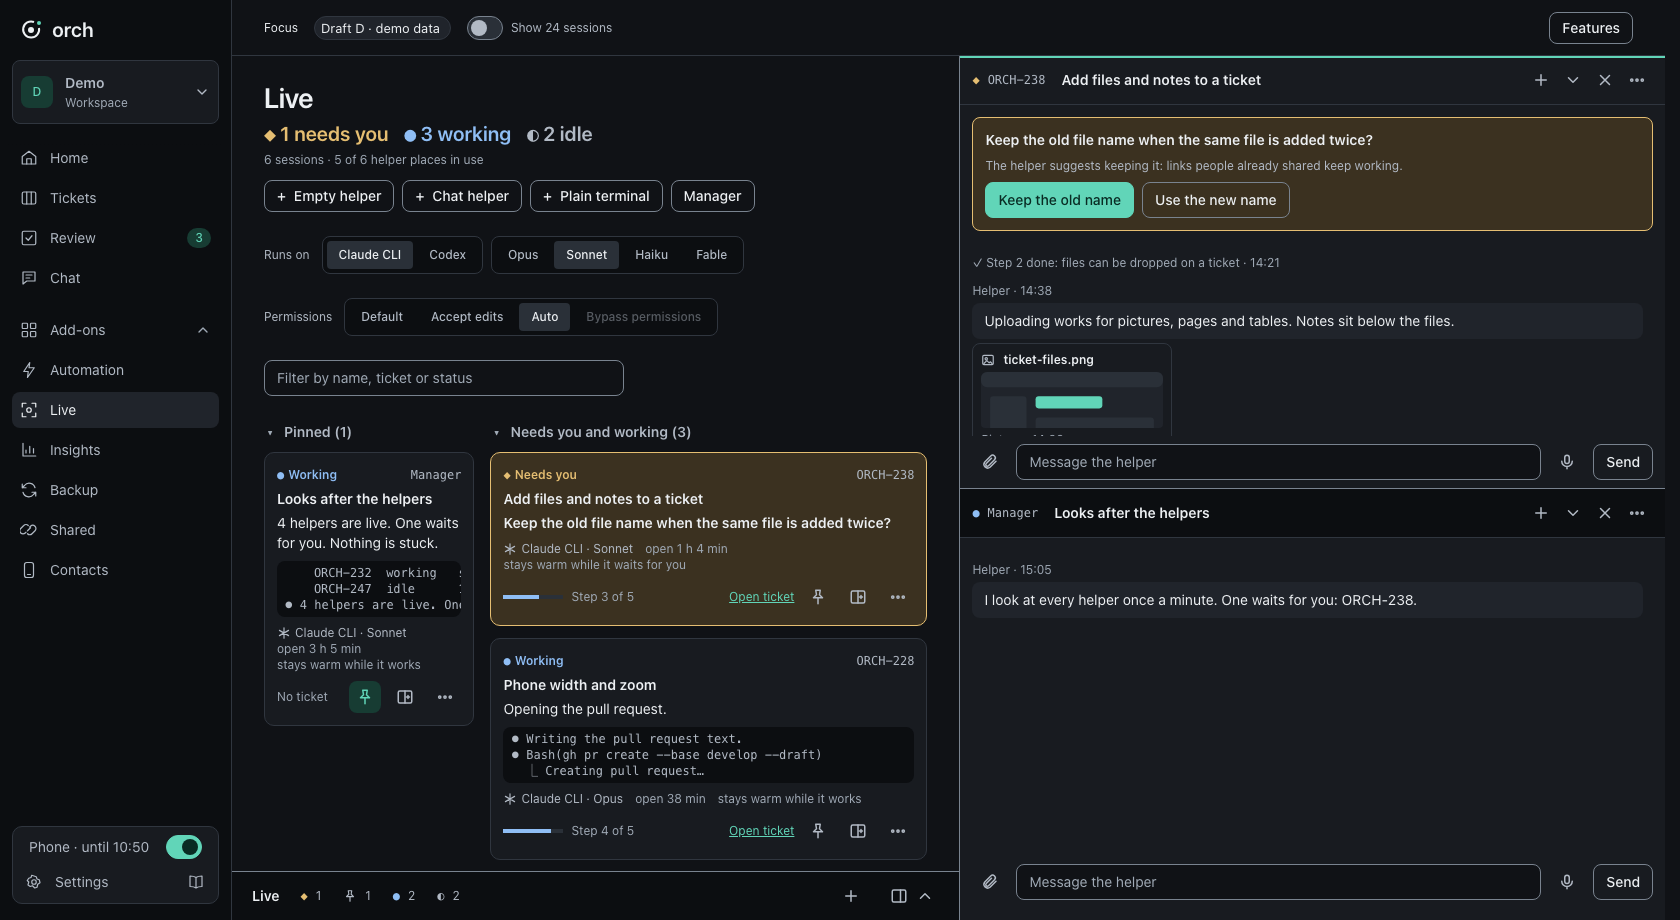 orch
D
Demo
Workspace
Home
Tickets
Review
3
Chat
Add-ons
Automation
Live
Insights
Backup
Shared
Contacts
Phone · until 10:50
Settings
Focus
Draft D · demo data
Show 24 sessions
Features
Live
1 needs you
3 working
2 idle
6 sessions · 5 of 6 helper places in use
+ Empty helper
+ Chat helper
+ Plain terminal
Manager
Runs on
Claude CLI
Codex
Opus
Sonnet
Haiku
Fable
Permissions
Default
Accept edits
Auto
Bypass permissions
Filter by name, ticket or status
Pinned (1)
Working
Manager
Looks after the helpers
4 helpers are live. One waits
for you. Nothing is stuck.
ORCH-232 working
ORCH-247 idle
● 4 helpers are live. One
Claude CLI · Sonnet
open 3 h 5 min
stays warm while it works
No ticket
Needs you and working (3)
Needs you
ORCH-238
Add files and notes to a ticket
Keep the old file name when the same file is added twice?
Claude CLI · Sonnet open 1 h 4 min
stays warm while it waits for you
Step 3 of 5
Open ticket
Working
ORCH-228
Phone width and zoom
Opening the pull request.
● Writing the pull request text.
● Bash(gh pr create --base develop --draft)
⎿ Creating pull request…
Claude CLI · Opus open 38 min stays warm while it works
Step 4 of 5
Open ticket
Live
1
1
2
2
ORCH-238
Add files and notes to a ticket
Keep the old file name when the same file is added twice?
The helper suggests keeping it: links people already shared keep working.
Keep the old name
Use the new name
✓ Step 2 done: files can be dropped on a ticket · 14:21
Helper · 14:38
Uploading works for pictures, pages and tables. Notes sit below the files.
ticket-files.png
Message the helper
Send
Manager
Looks after the helpers
Helper · 15:05
I look at every helper once a minute. One waits for you: ORCH-238.
Message the helper
Send